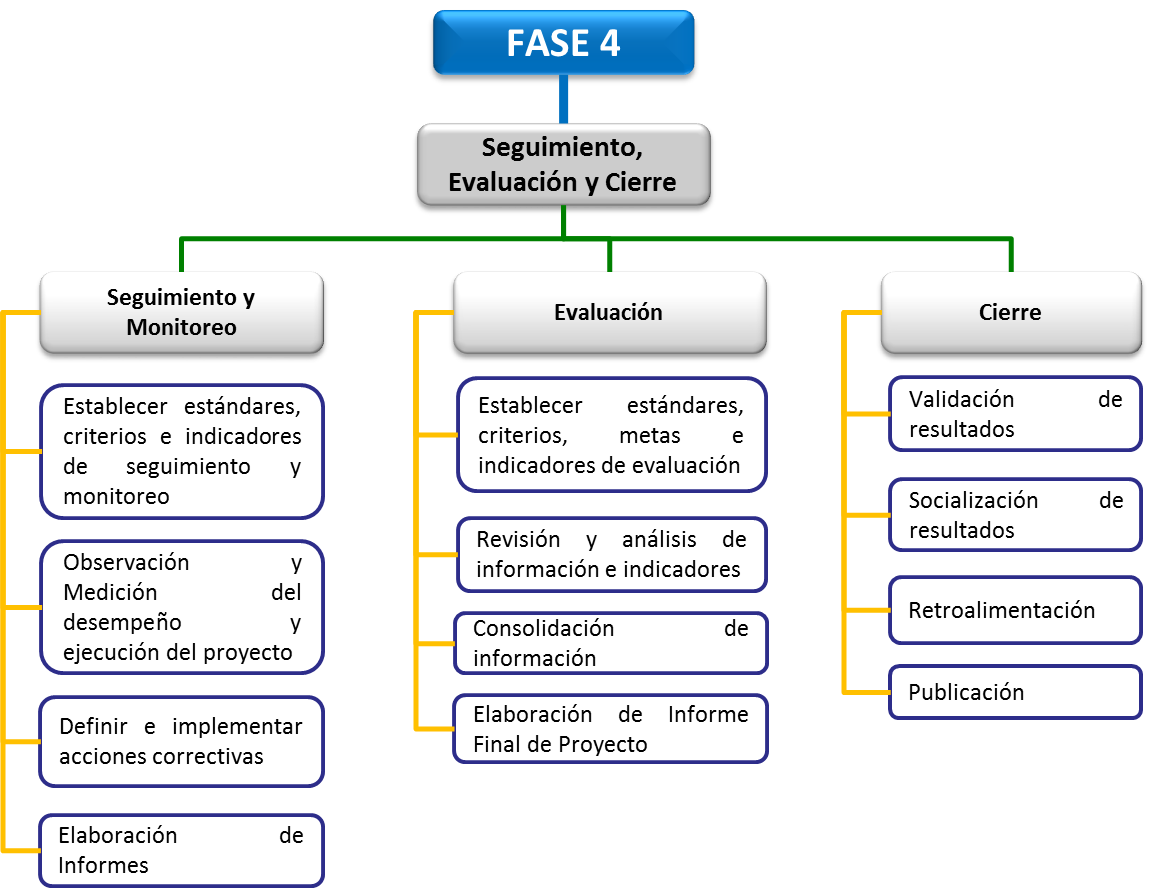 FASE 4
Seguimiento,
Evaluación y Cierre
Seguimiento y
Monitoreo
Establecer estándares,
criterios e indicadores
de seguimiento y
monitoreo
Observación y
Medición del
desempeño y
ejecución del proyecto
Definir e implementar
acciones correctivas
Elaboración de
Informes
Evaluación
Establecer estándares,
criterios, metas e
indicadores de evaluación
Revisión y análisis de
información e indicadores
Consolidación de
información
Elaboración de Informe
Final de Proyecto
Cierre
Validación de
resultados
Socialización de
resultados
Retroalimentación
Publicación